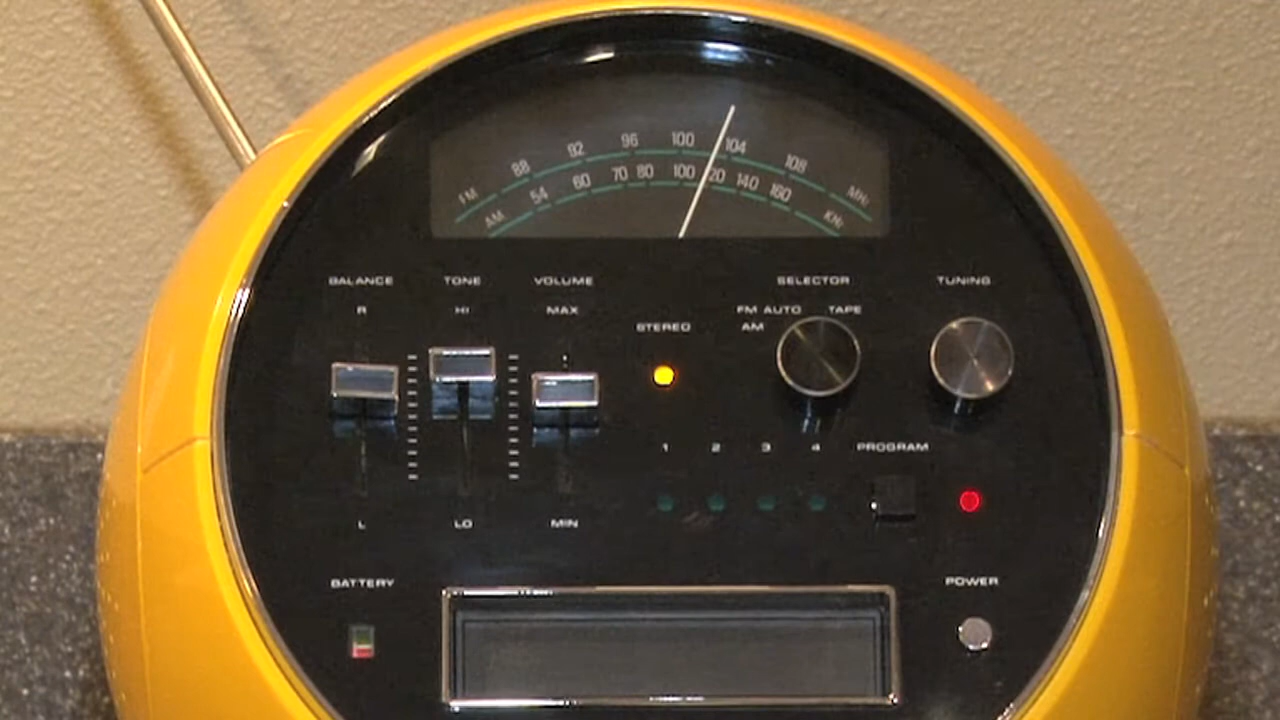 FM 88 92 96 100 104 108 MHz
AM 54 60 70 80 100 120 140 160 KHz
BALANCE TONE VOLUME SELECTOR TUNING
R HI MAX FM AUTO TAPE
STEREO AM
1 2 3 4 PROGRAM
L LO MIN
BATTERY POWER